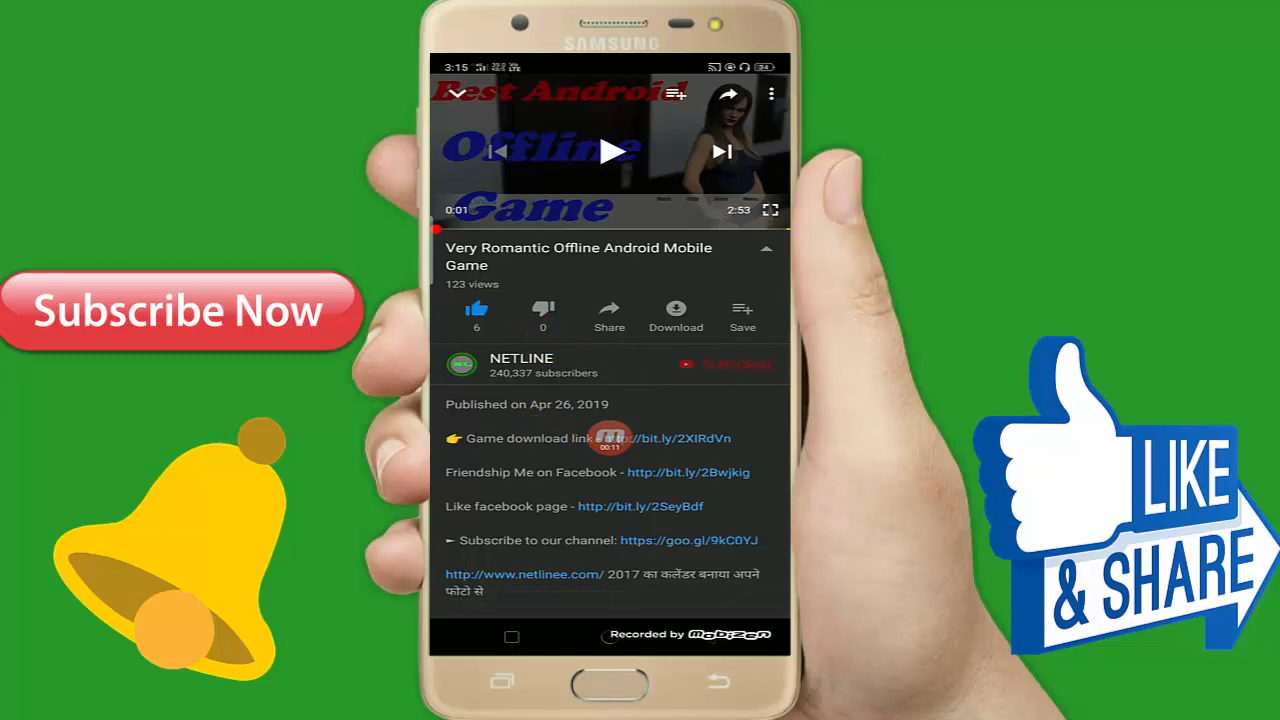 SAMSUNG
3:15
34
Best Android
Offline
Game
0:01
2:53
Very Romantic Offline Android Mobile
Game
123 views
6
0
Share
Download
Save
NETLINE
240,337 subscribers
SUBSCRIBE
Published on Apr 26, 2019
👉 Game download link - http://bit.ly/2XIRdVn
00:11
Friendship Me on Facebook - http://bit.ly/2Bwjkig
Like facebook page - http://bit.ly/2SeyBdf
► Subscribe to our channel: https://goo.gl/9kC0YJ
http://www.netlinee.com/ 2017 का कलेंडर बनाया अपने
फोटो से
Recorded by mobizen
Subscribe Now
LIKE
& SHARE